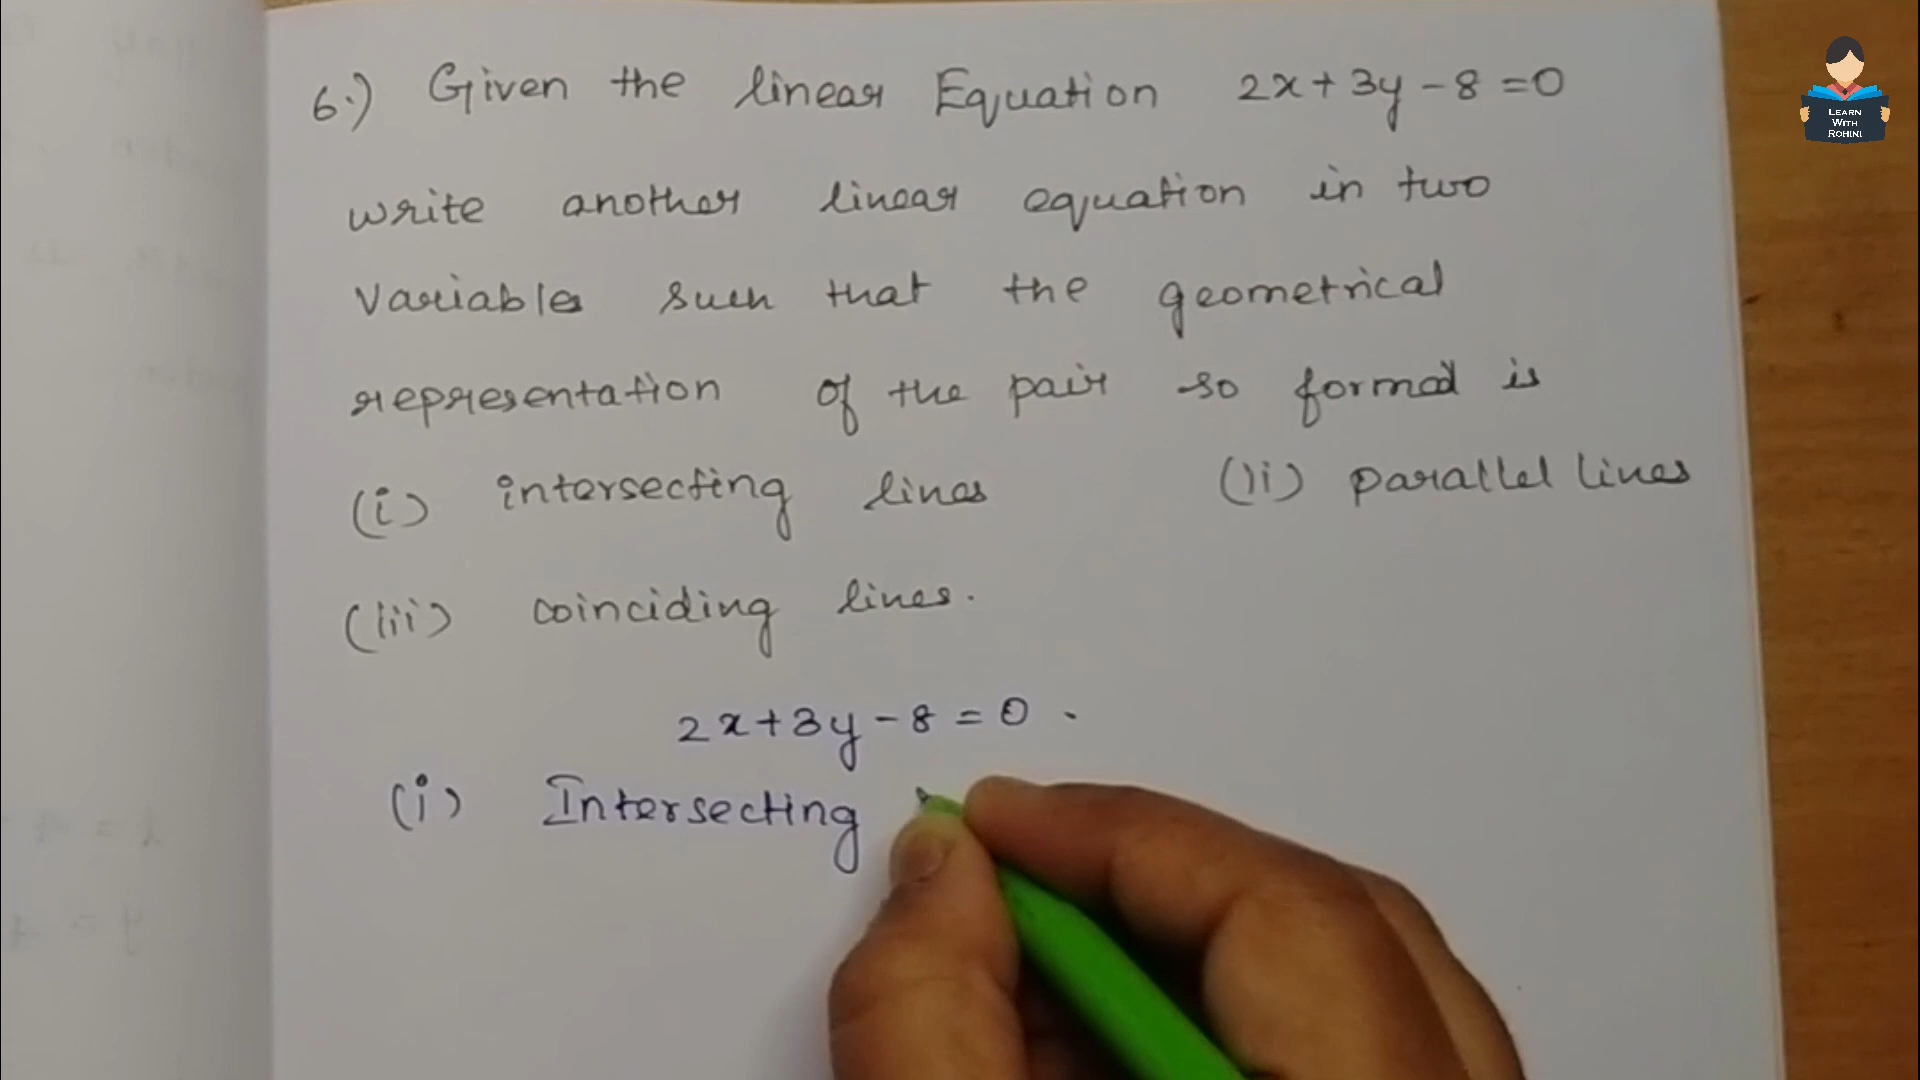 6.) Given the linear Equation 2x+3y-8=0
write another linear equation in two
Variables such that the geometrical
representation of the pair so formed is
(i) intersecting lines (ii) parallel lines
(iii) coinciding lines.
2x+3y-8=0.
(i) Intersecting
LEARN
WITH
ROHINI